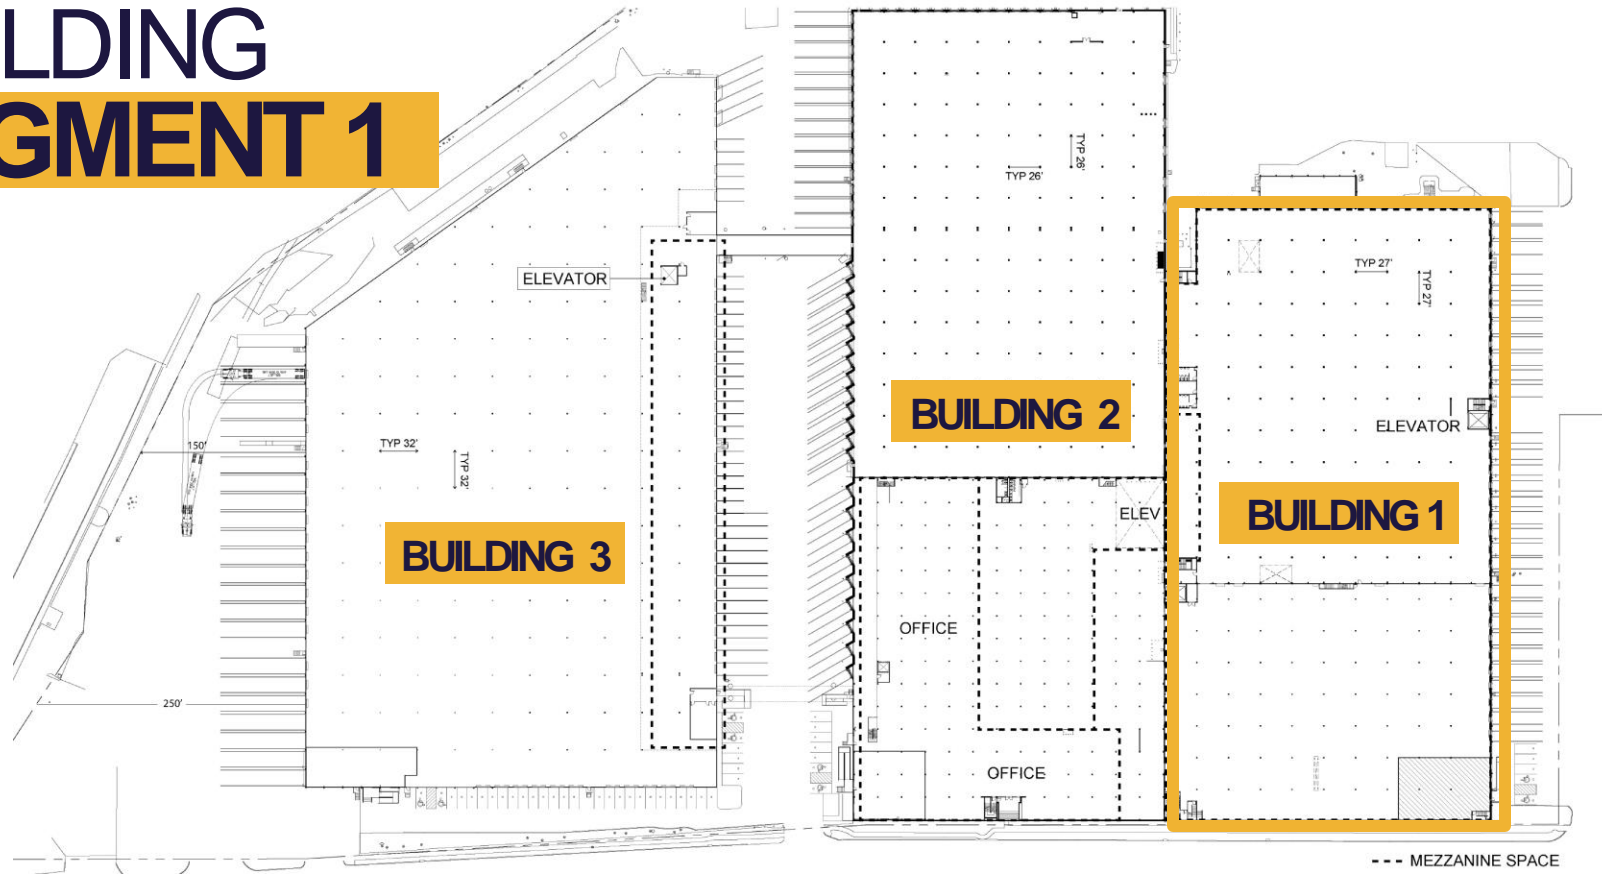 LDING
GMENT 1
TYP 26'
TYP 26'
ELEVATOR
TYP 27'
TYP 27'
BUILDING 2
ELEVATOR
150'
TYP 32'
TYP 32'
BUILDING 3
ELEV
BUILDING 1
OFFICE
250'
OFFICE
MEZZANINE SPACE